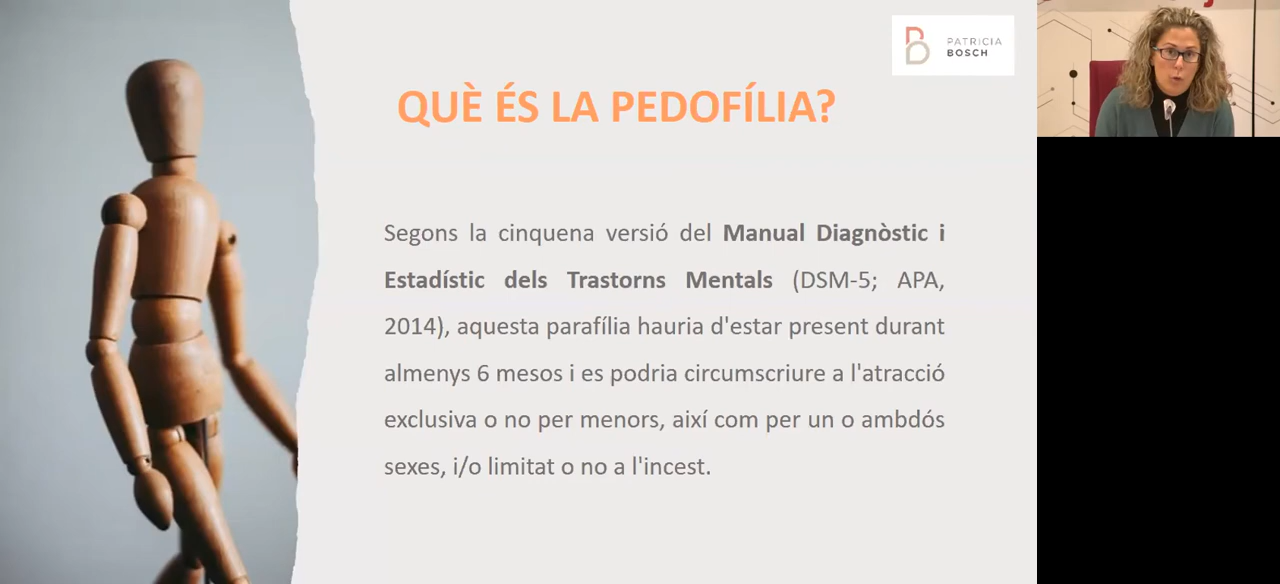 PATRICIA
BOSCH
QUÈ ÉS LA PEDOFÍLIA?
Segons la cinquena versió del Manual Diagnòstic i
Estadístic dels Trastorns Mentals (DSM-5; APA,
2014), aquesta parafília hauria d'estar present durant
almenys 6 mesos i es podria circumscriure a l'atracció
exclusiva o no per menors, així com per un o ambdós
sexes, i/o limitat o no a l'incest.